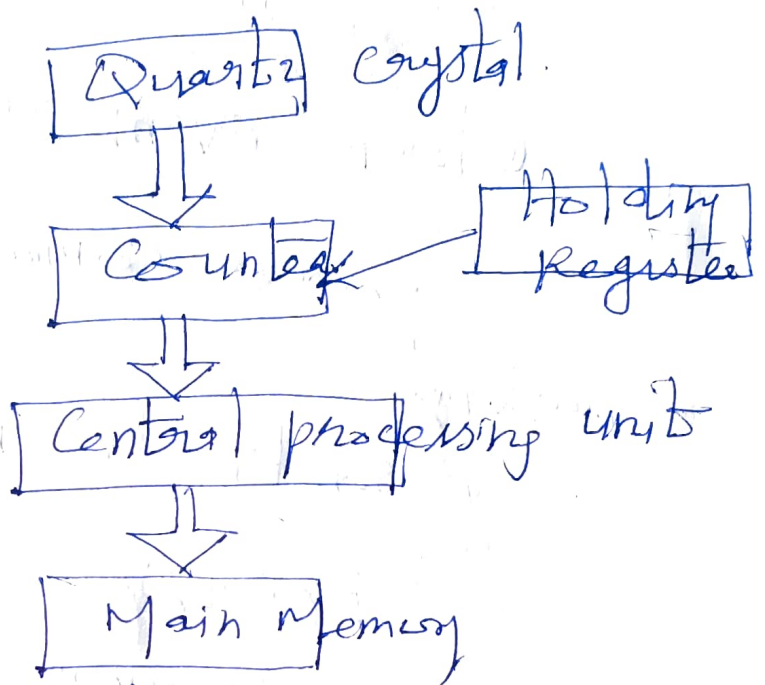 Quartz crystal.
Counter
Holding
Register
Central processing unit
Main Memory